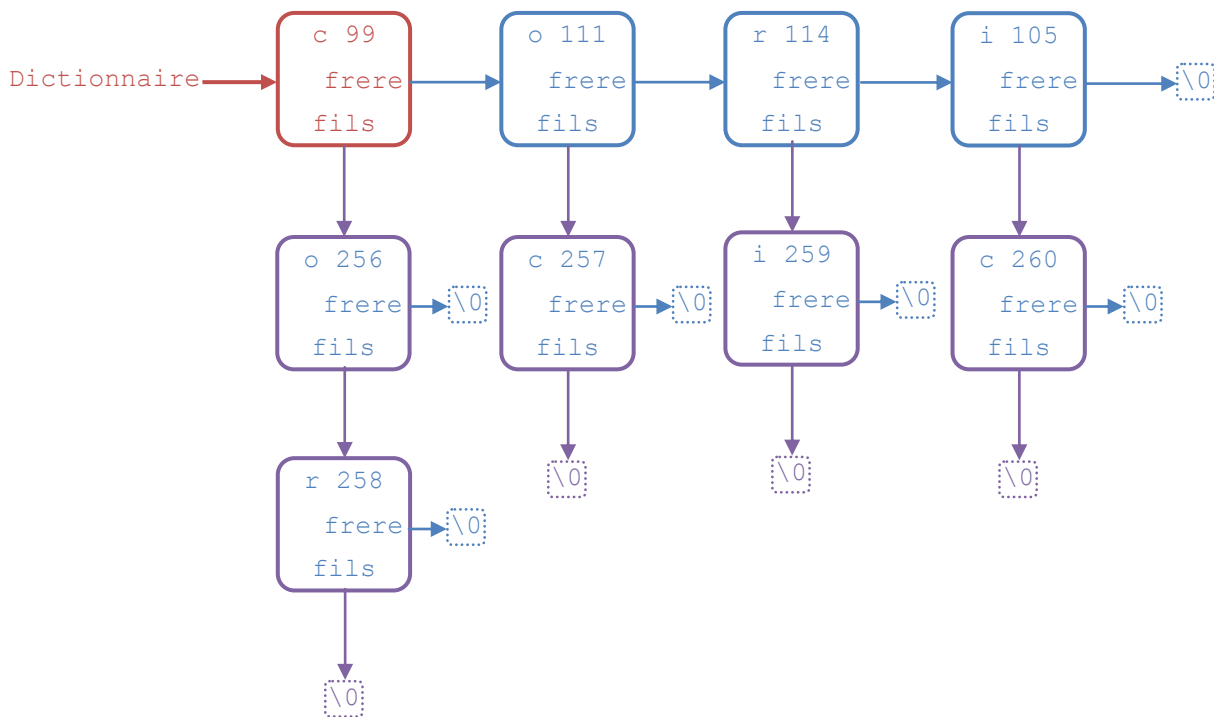 c 99
o 111
r 114
i 105
Dictionnaire
frere
frere
frere
frere
\0
fils
fils
fils
fils
o 256
c 257
i 259
c 260
frere
\0
frere
\0
frere
\0
frere
\0
fils
fils
fils
fils
\0
\0
\0
r 258
frere
\0
fils
\0